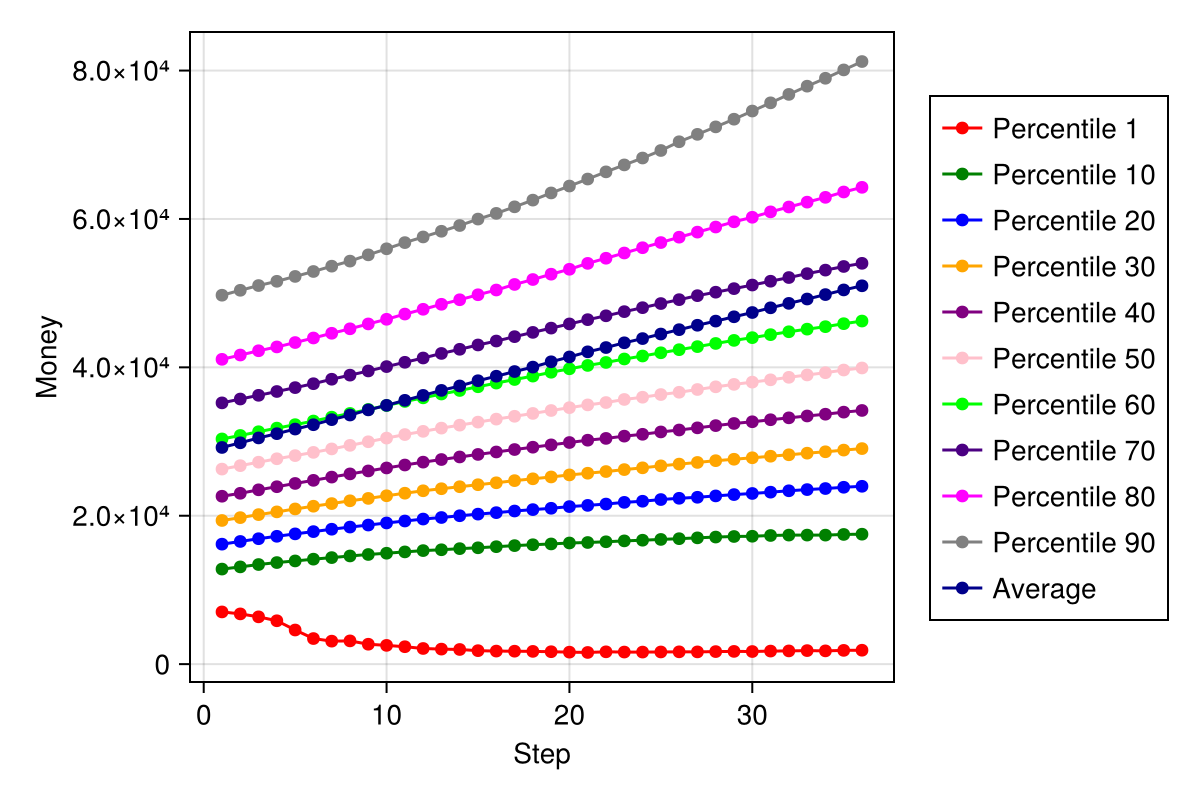 8.0×10⁴
6.0×10⁴
4.0×10⁴
2.0×10⁴
0
Money
0
10
20
30
Step
Percentile 1
Percentile 10
Percentile 20
Percentile 30
Percentile 40
Percentile 50
Percentile 60
Percentile 70
Percentile 80
Percentile 90
Average